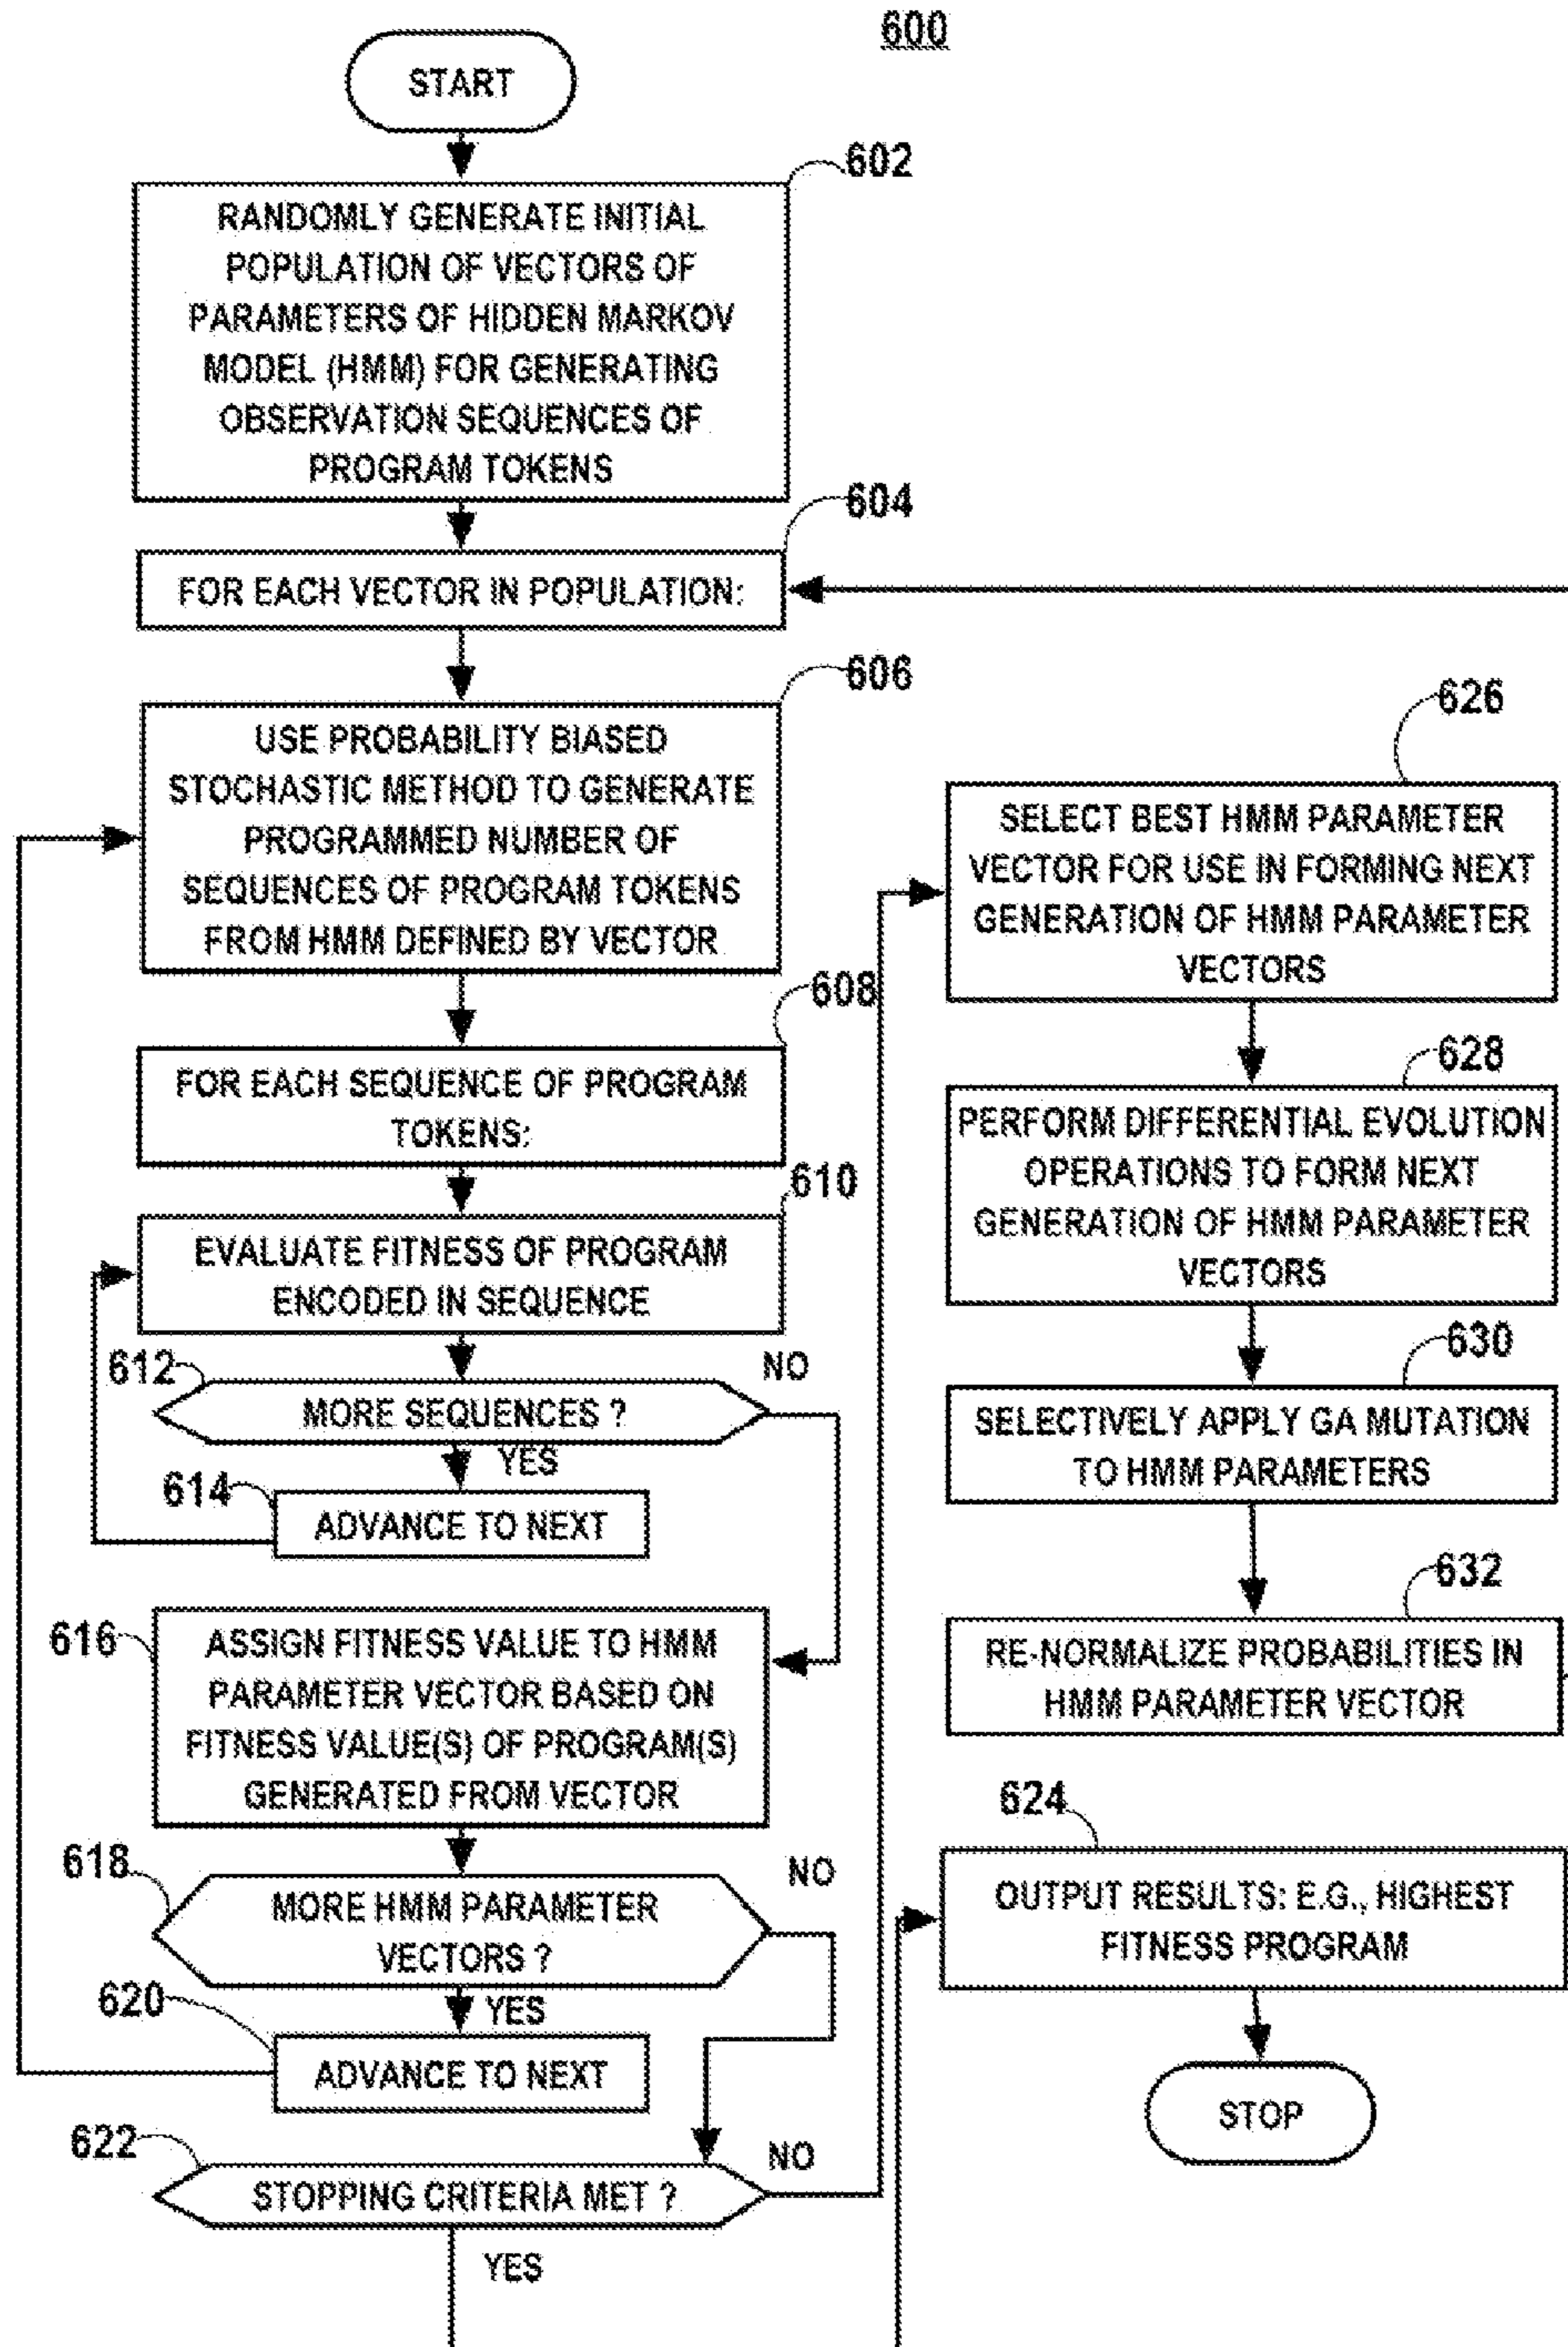 600
START
602
RANDOMLY GENERATE INITIAL
POPULATION OF VECTORS OF
PARAMETERS OF HIDDEN MARKOV
MODEL (HMM) FOR GENERATING
OBSERVATION SEQUENCES OF
PROGRAM TOKENS
604
FOR EACH VECTOR IN POPULATION:
606
USE PROBABILITY BIASED
STOCHASTIC METHOD TO GENERATE
PROGRAMMED NUMBER OF
SEQUENCES OF PROGRAM TOKENS
FROM HMM DEFINED BY VECTOR
608
FOR EACH SEQUENCE OF PROGRAM
TOKENS:
610
EVALUATE FITNESS OF PROGRAM
ENCODED IN SEQUENCE
612
NO
MORE SEQUENCES ?
YES
614
ADVANCE TO NEXT
616
ASSIGN FITNESS VALUE TO HMM
PARAMETER VECTOR BASED ON
FITNESS VALUE(S) OF PROGRAM(S)
GENERATED FROM VECTOR
618
NO
MORE HMM PARAMETER
VECTORS ?
YES
620
ADVANCE TO NEXT
622
NO
STOPPING CRITERIA MET ?
YES
626
SELECT BEST HMM PARAMETER
VECTOR FOR USE IN FORMING NEXT
GENERATION OF HMM PARAMETER
VECTORS
628
PERFORM DIFFERENTIAL EVOLUTION
OPERATIONS TO FORM NEXT
GENERATION OF HMM PARAMETER
VECTORS
630
SELECTIVELY APPLY GA MUTATION
TO HMM PARAMETERS
632
RE-NORMALIZE PROBABILITIES IN
HMM PARAMETER VECTOR
624
OUTPUT RESULTS: E.G., HIGHEST
FITNESS PROGRAM
STOP